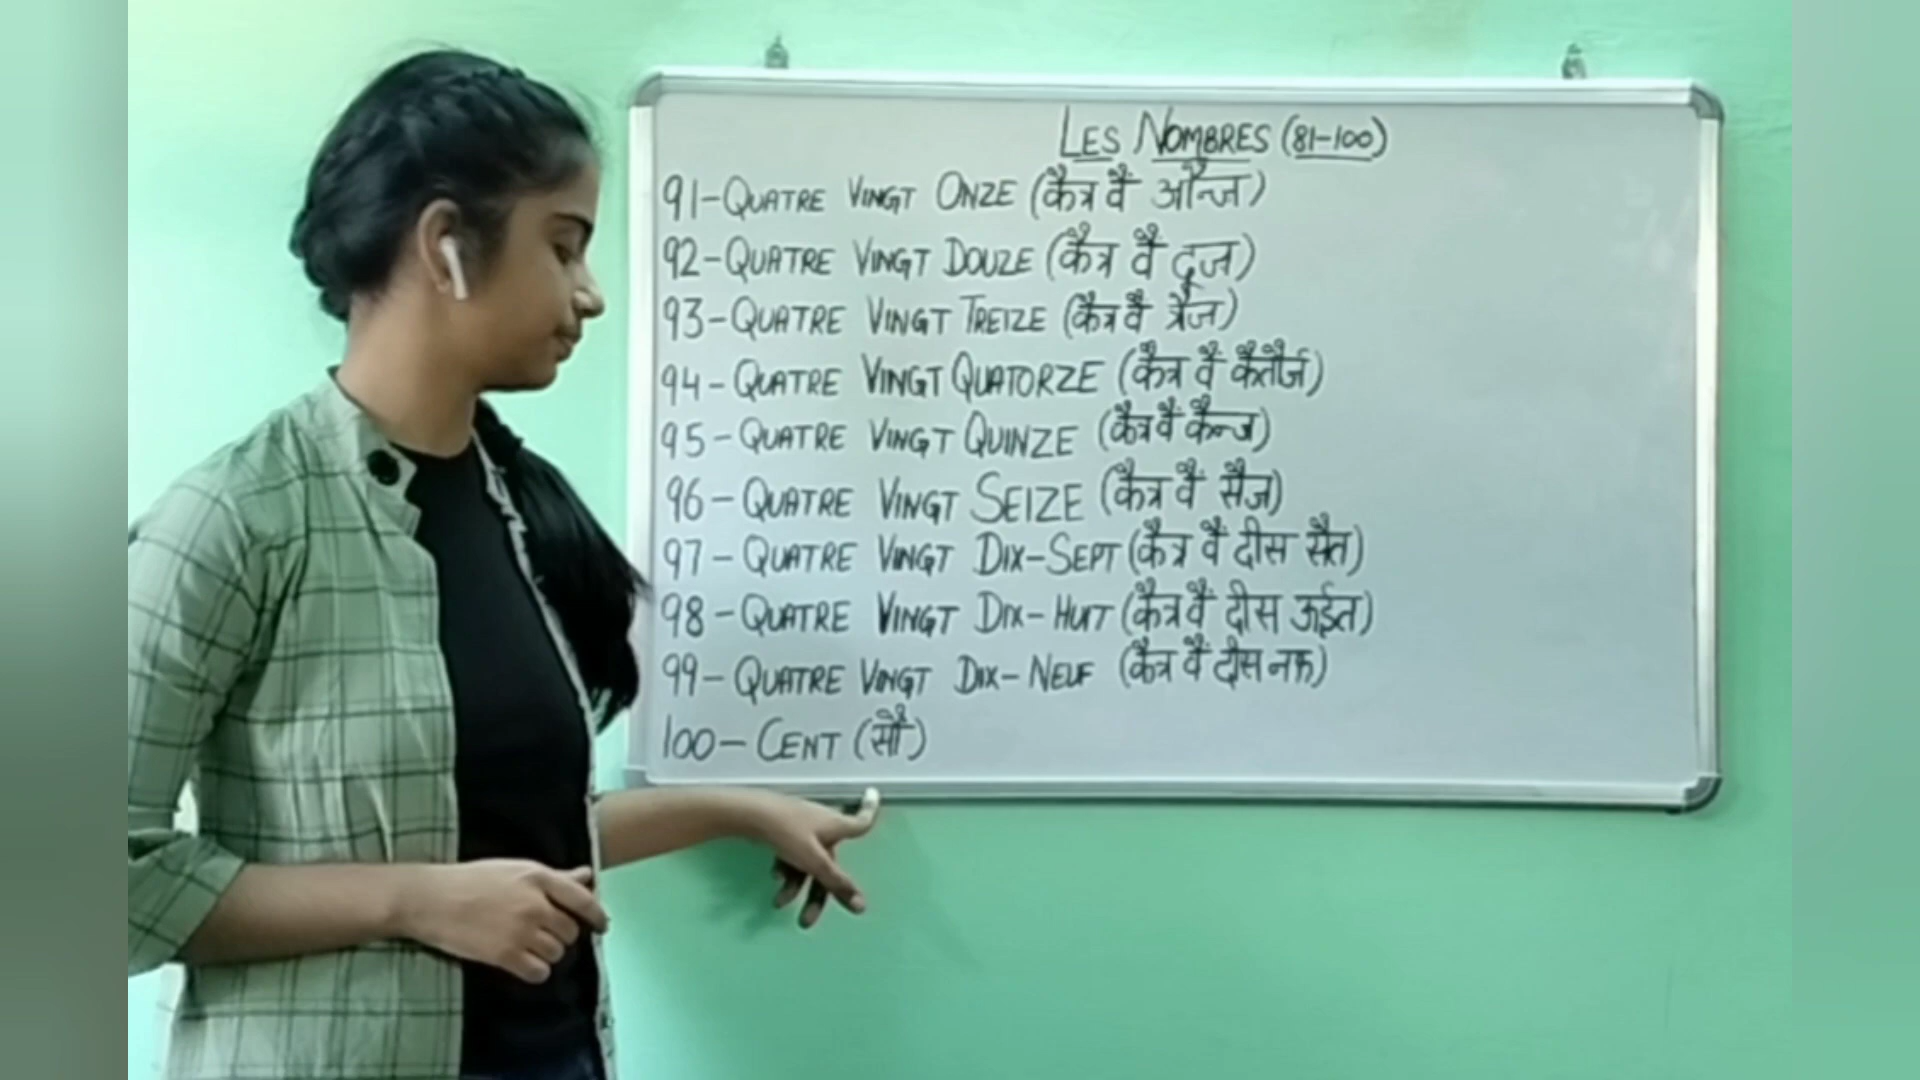 LES NOMBRES (81-100)
91-QUATRE VINGT ONZE (कैत्र वैं ऑन्ज)
92-QUATRE VINGT DOUZE (कैत्र वैं दूज)
93-QUATRE VINGT TREIZE (कैत्र वैं त्रैज)
94-QUATRE VINGT QUATORZE (कैत्र वैं कैतौर्ज)
95-QUATRE VINGT QUINZE (कैत्र वैं कैन्ज)
96-QUATRE VINGT SEIZE (कैत्र वैं सैज)
97-QUATRE VINGT DIX-SEPT (कैत्र वैं दीस सैत)
98-QUATRE VINGT DIX-HUIT (कैत्र वैं दीस ऊईत)
99-QUATRE VINGT DIX-NEUF (कैत्र वैं दीस नफ)
100-CENT (सौं)